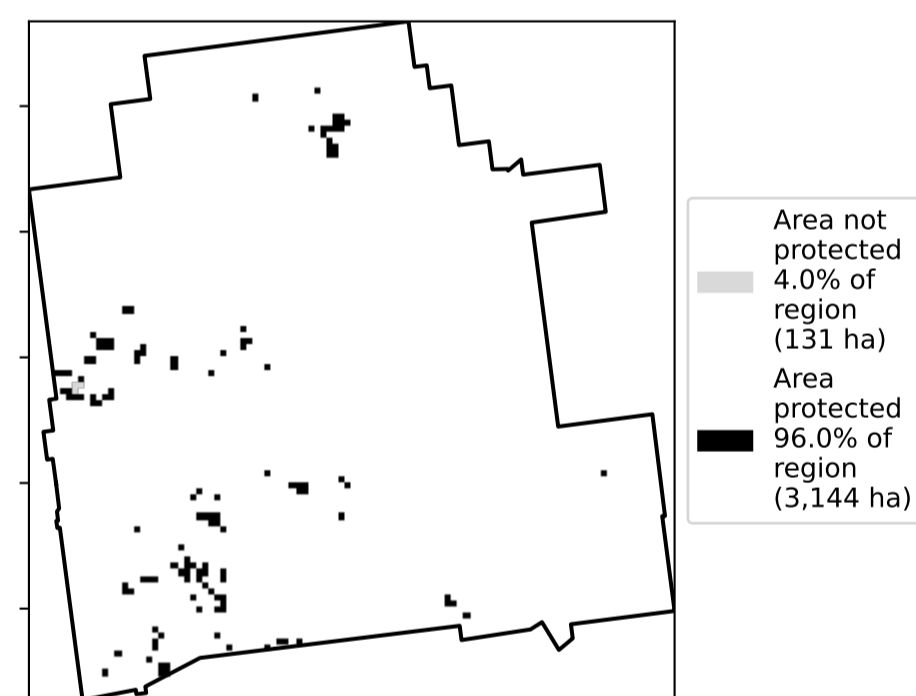 Area not
protected
4.0% of
region
(131 ha)
Area
protected
96.0% of
region
(3,144 ha)